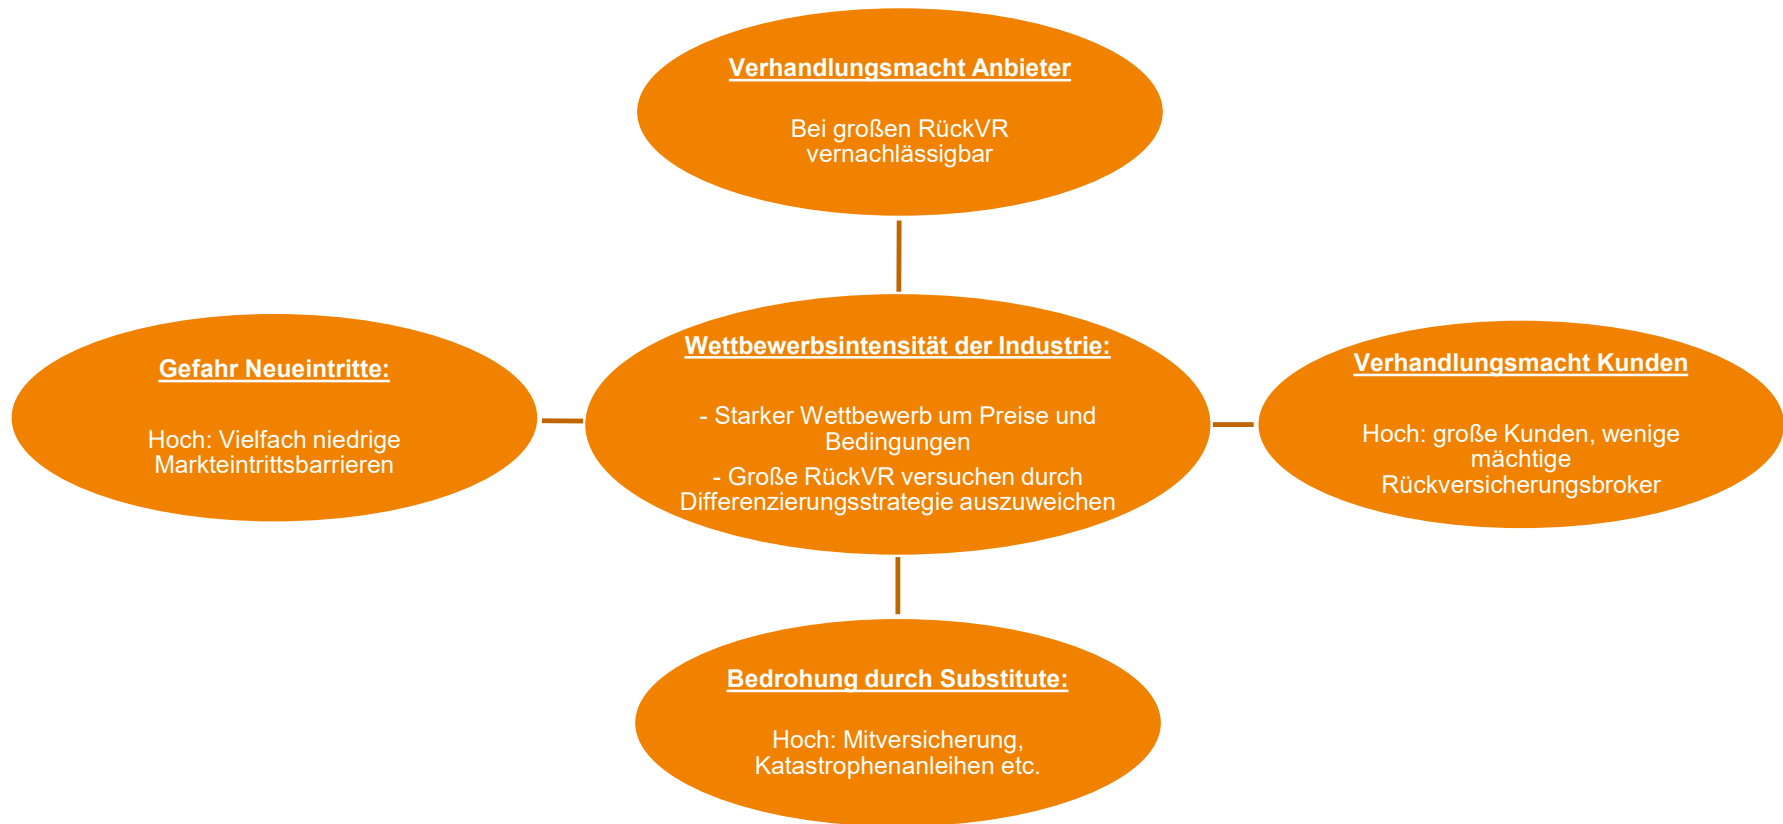 Verhandlungsmacht Anbieter
Bei großen RückVR
vernachlässigbar
Gefahr Neueintritte:
Hoch: Vielfach niedrige
Markteintrittsbarrieren
Wettbewerbsintensität der Industrie:
- Starker Wettbewerb um Preise und
Bedingungen
- Große RückVR versuchen durch
Differenzierungsstrategie auszuweichen
Verhandlungsmacht Kunden
Hoch: große Kunden, wenige
mächtige
Rückversicherungsbroker
Bedrohung durch Substitute:
Hoch: Mitversicherung,
Katastrophenanleihen etc.